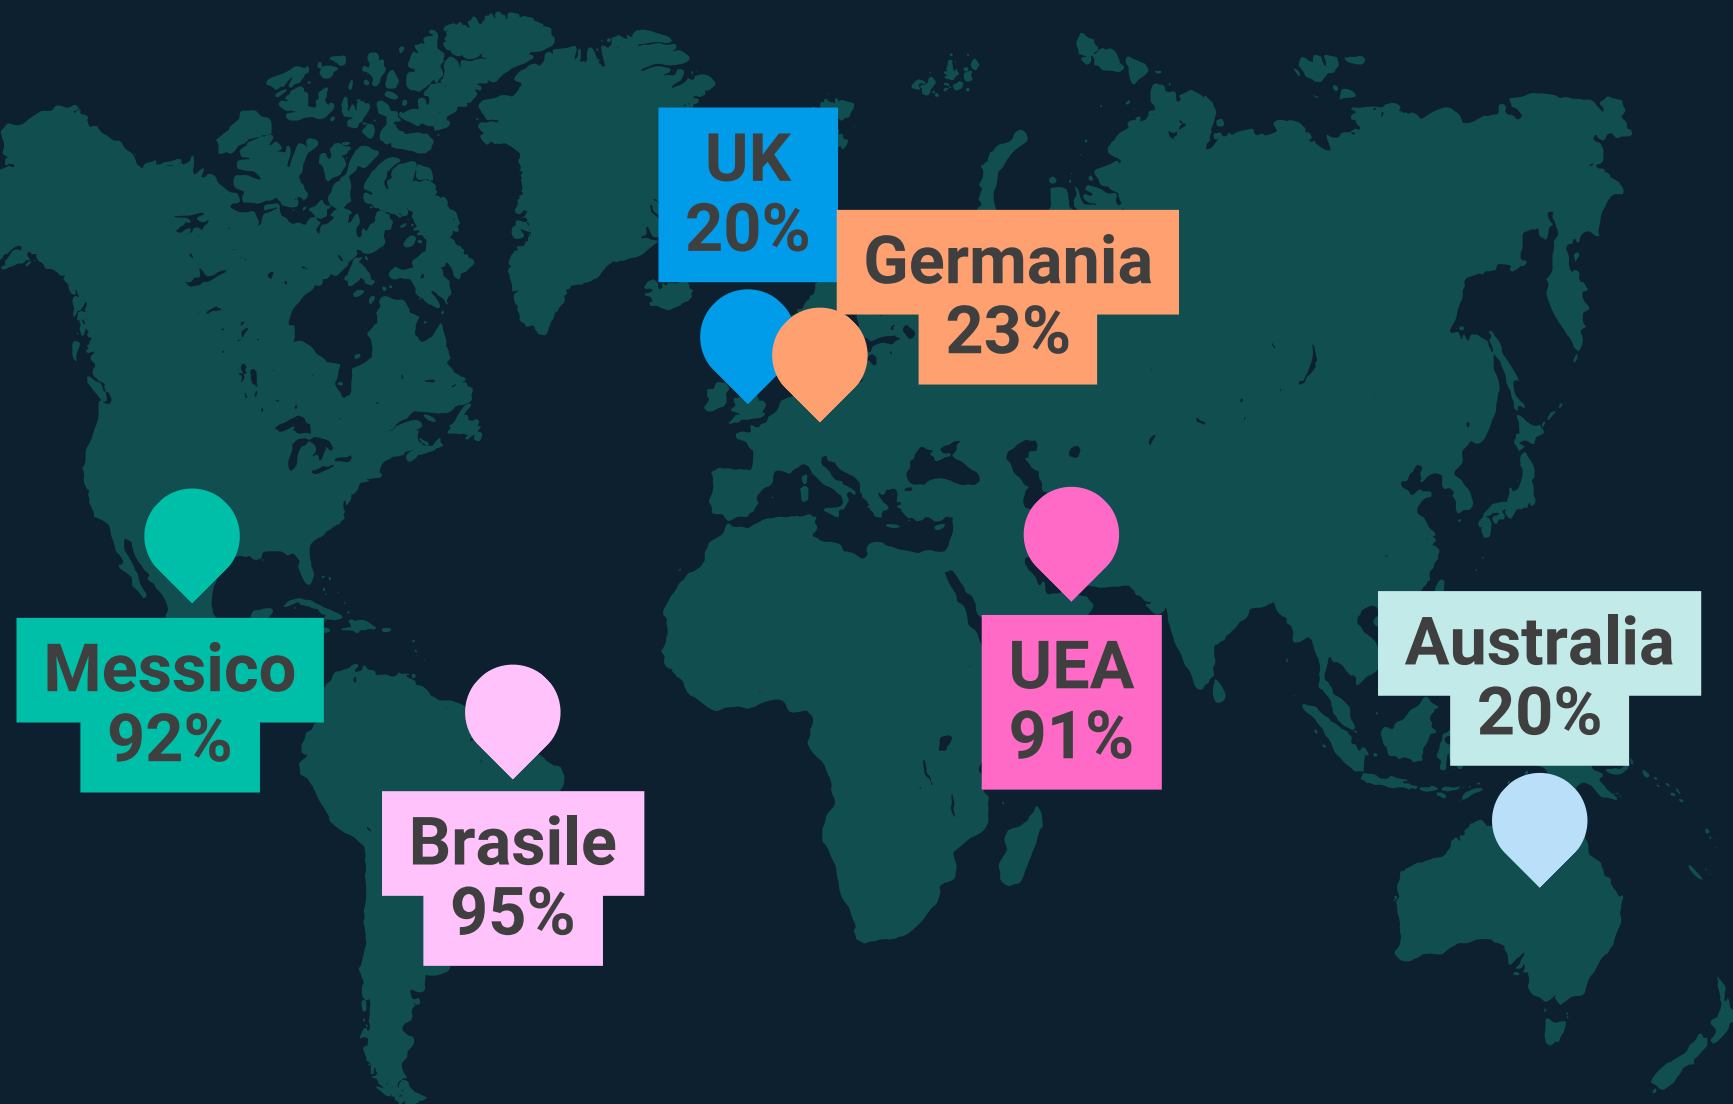 UK
20%
Germania
23%
Messico
92%
UEA
91%
Australia
20%
Brasile
95%